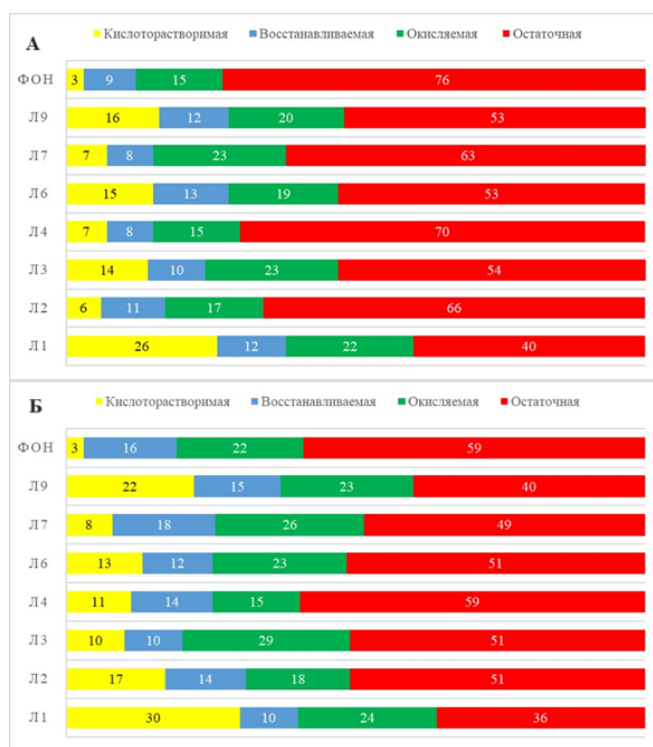 А
Кислоторастворимая Восстанавливаемая Окисляемая Остаточная
ФОН 3 9 15 76
Л9 16 12 20 53
Л7 7 8 23 63
Л6 15 13 19 53
Л4 7 8 15 70
Л3 14 10 23 54
Л2 6 11 17 66
Л1 26 12 22 40
Б
Кислоторастворимая Восстанавливаемая Окисляемая Остаточная
ФОН 3 16 22 59
Л9 22 15 23 40
Л7 8 18 26 49
Л6 13 12 23 51
Л4 11 14 15 59
Л3 10 10 29 51
Л2 17 14 18 51
Л1 30 10 24 36